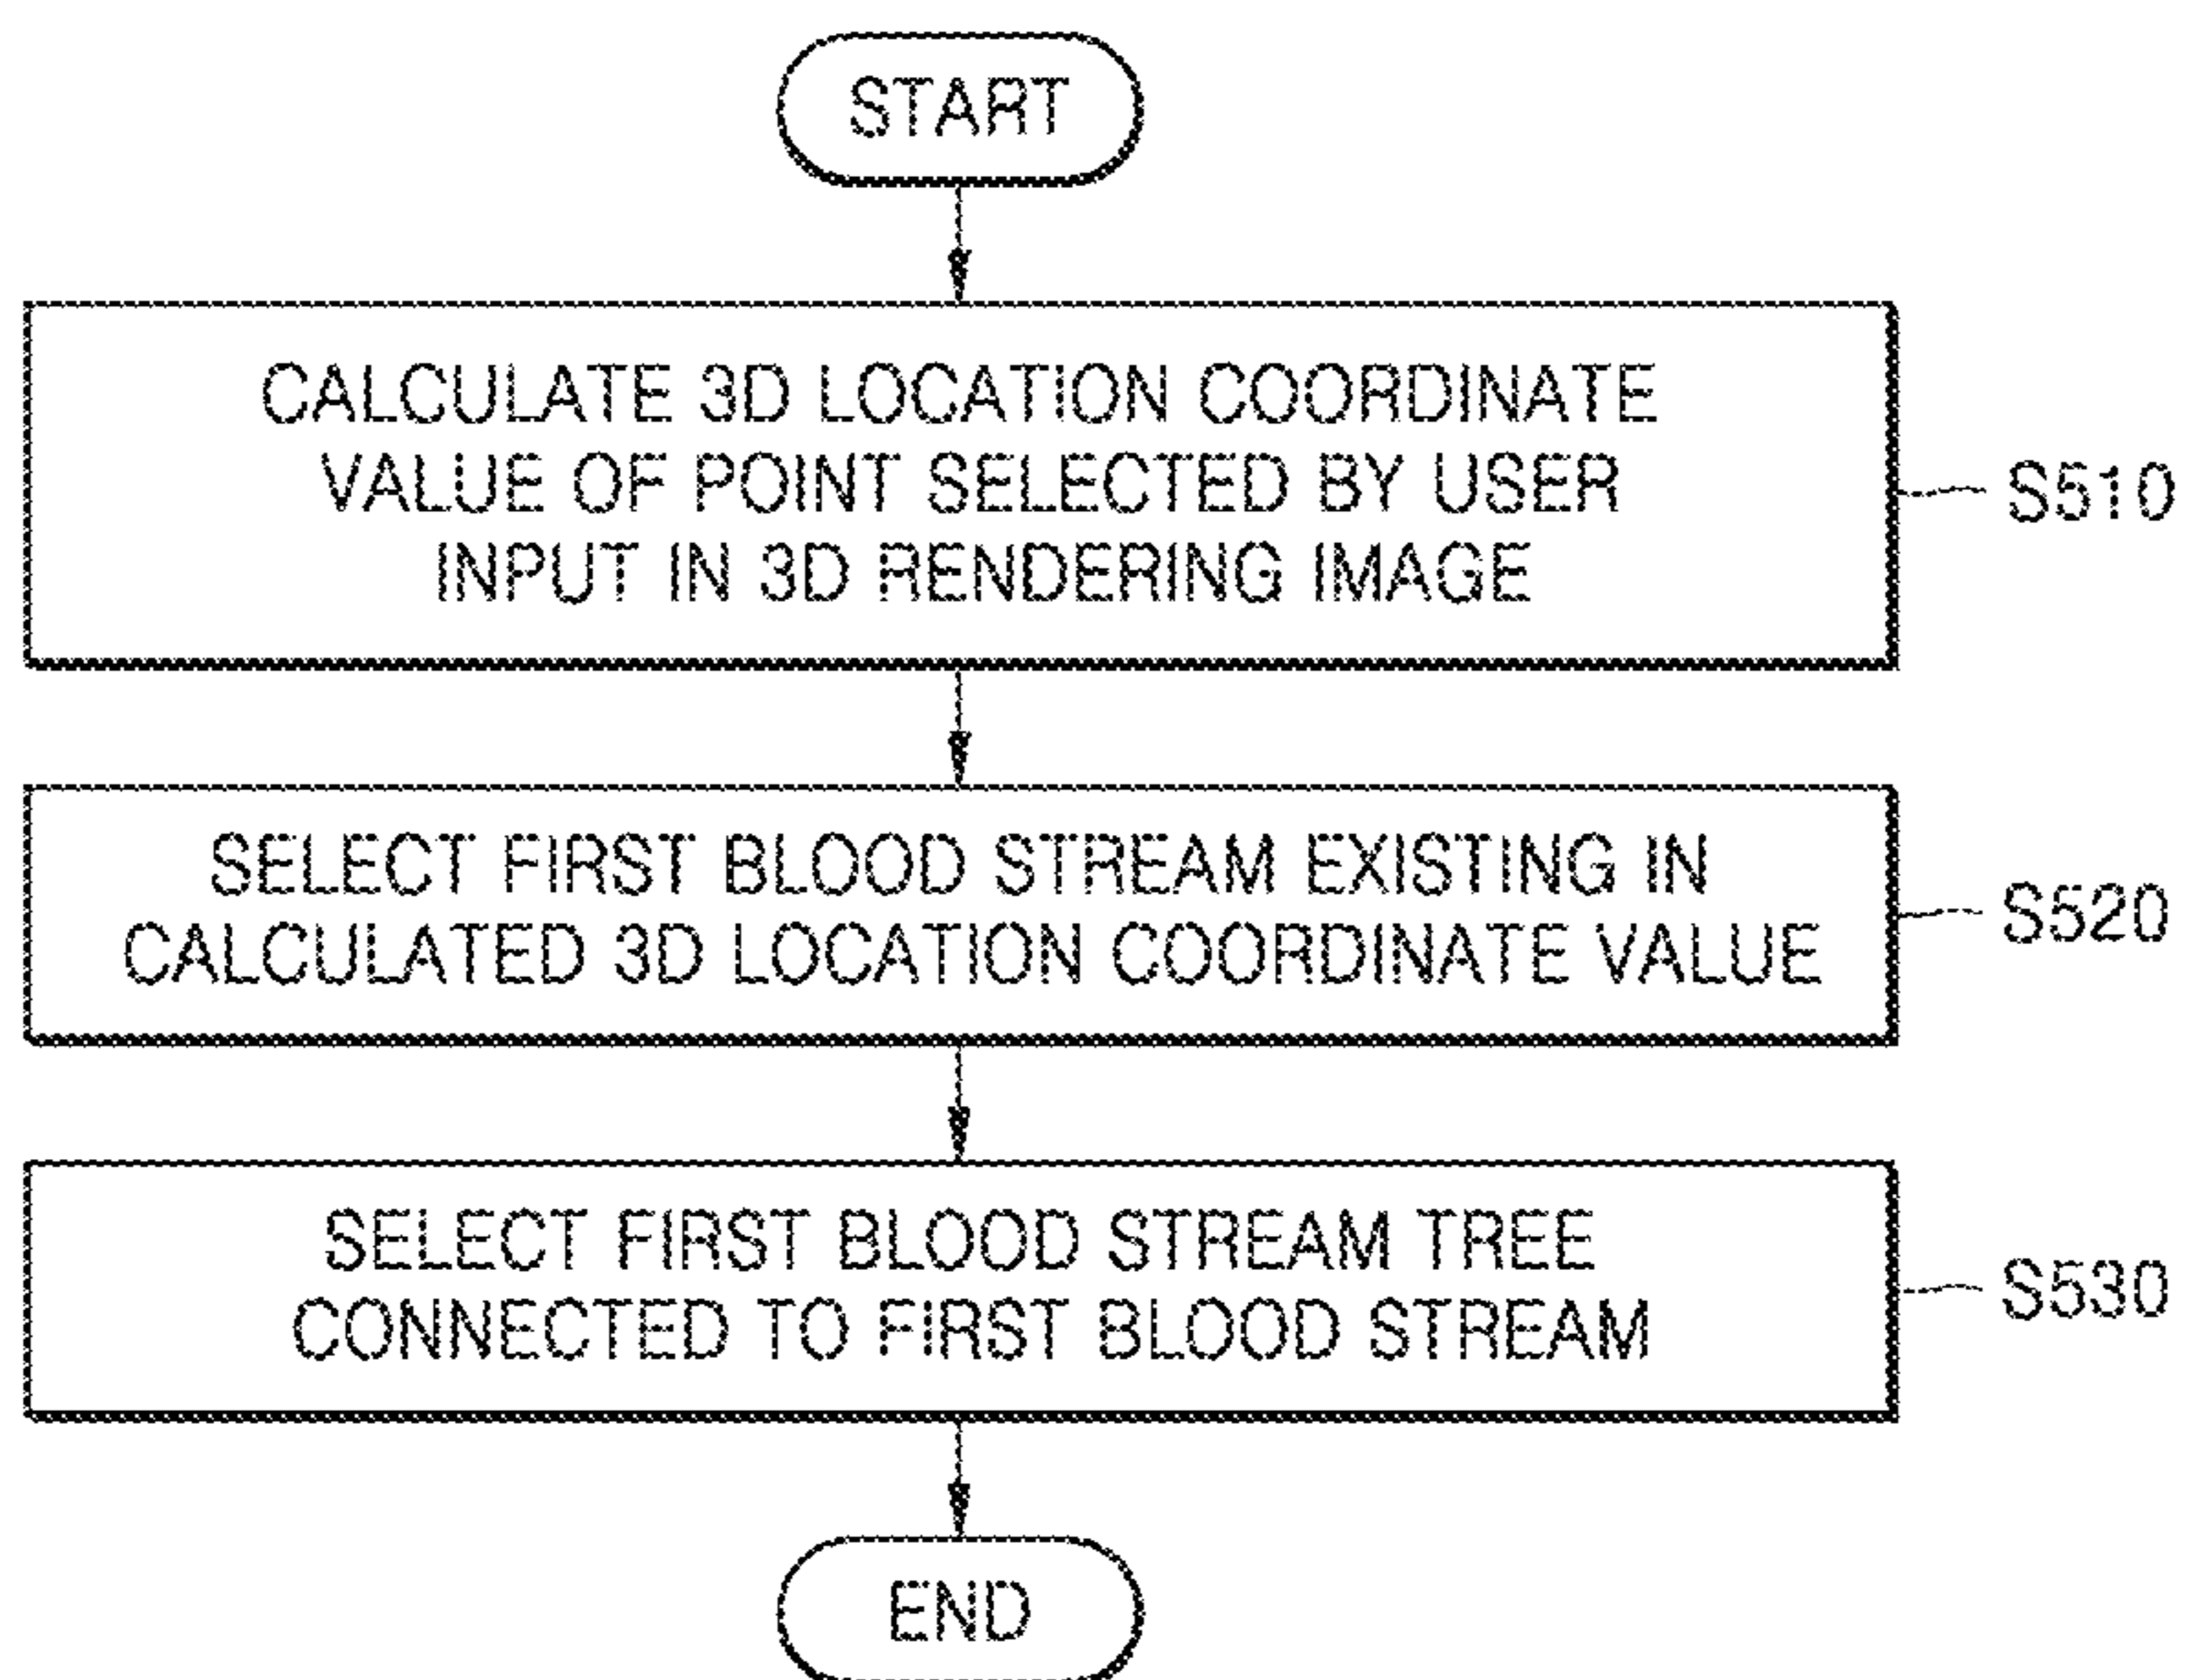 START
CALCULATE 3D LOCATION COORDINATE
VALUE OF POINT SELECTED BY USER
INPUT IN 3D RENDERING IMAGE
S510
SELECT FIRST BLOOD STREAM EXISTING IN
CALCULATED 3D LOCATION COORDINATE VALUE
S520
SELECT FIRST BLOOD STREAM TREE
CONNECTED TO FIRST BLOOD STREAM
S530
END